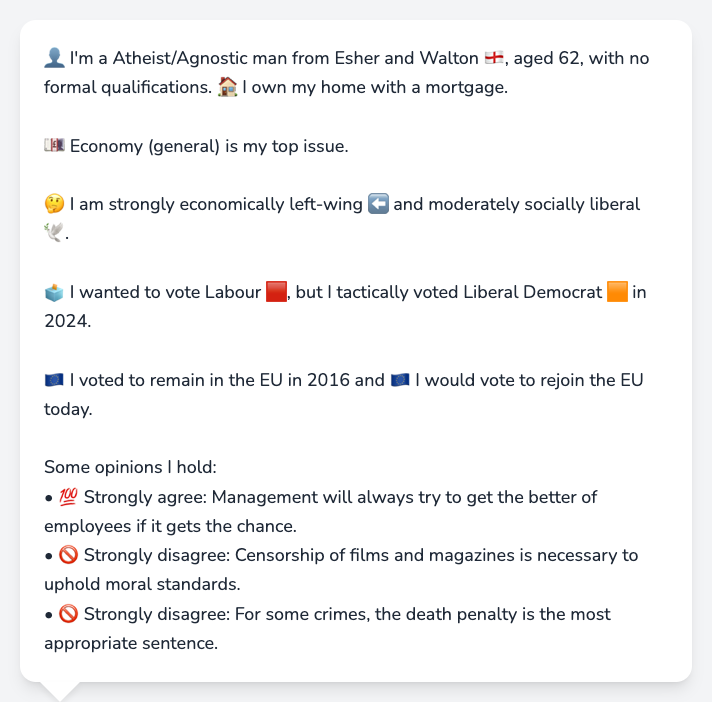 👤 I'm a Atheist/Agnostic man from Esher and Walton 🏴󠁧󠁢󠁥󠁮󠁧󠁿, aged 62, with no
formal qualifications. 🏠 I own my home with a mortgage.
💷 Economy (general) is my top issue.
🤔 I am strongly economically left-wing ⬅️ and moderately socially liberal
🕊️.
🗳️ I wanted to vote Labour 🟥, but I tactically voted Liberal Democrat 🟧 in
2024.
🇪🇺 I voted to remain in the EU in 2016 and 🇪🇺 I would vote to rejoin the EU
today.
Some opinions I hold:
• 💯 Strongly agree: Management will always try to get the better of
employees if it gets the chance.
• 🚫 Strongly disagree: Censorship of films and magazines is necessary to
uphold moral standards.
• 🚫 Strongly disagree: For some crimes, the death penalty is the most
appropriate sentence.